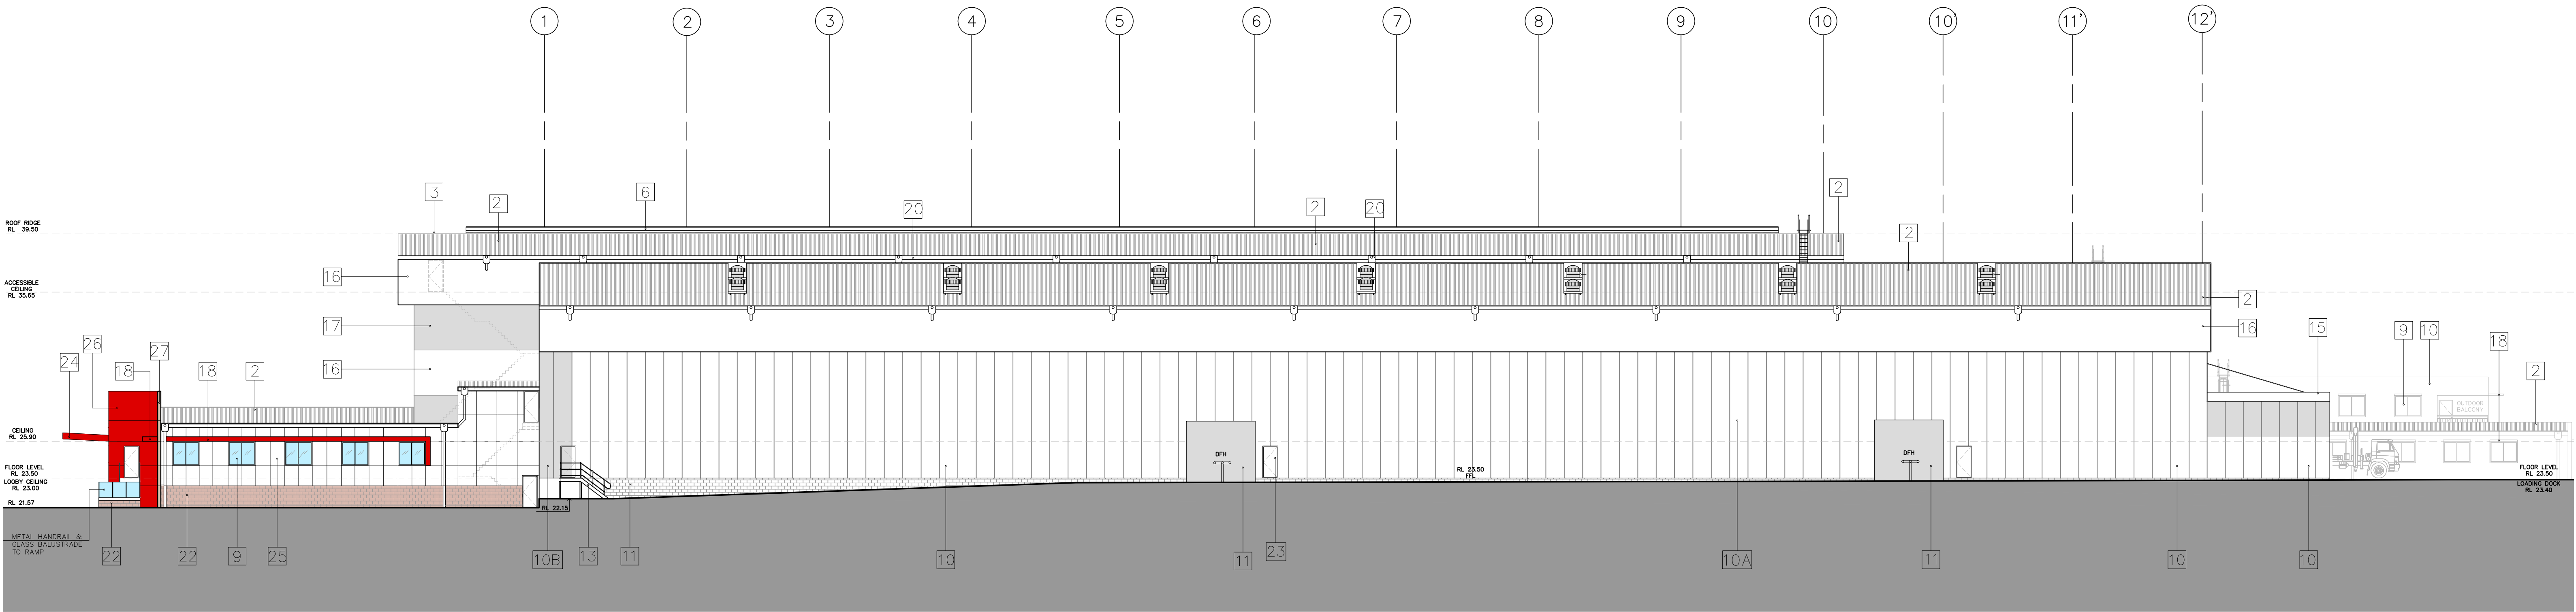 1 2 3 4 5 6 7 8 9 10 10' 11' 12'
3 2 6 20 2 20 2 2
ROOF RIDGE
RL 39.50
16
ACCESSIBLE
CEILING
RL 35.65
2
17
16
15 9 10 18 2
26 27 24 18 18 2
16
OUTDOOR
BALCONY
CEILING
RL 25.90
DFH
DFH
FLOOR LEVEL
RL 23.50
LOOBY CEILING
RL 23.00
RL 23.50
FFL
FLOOR LEVEL
RL 23.50
LOADING DOCK
RL 23.40
RL 21.57
RL 22.15
METAL HANDRAIL &
GLASS BALUSTRADE
TO RAMP
22 22 9 25 10B 13 11 10 11 23 10A 11 10 10